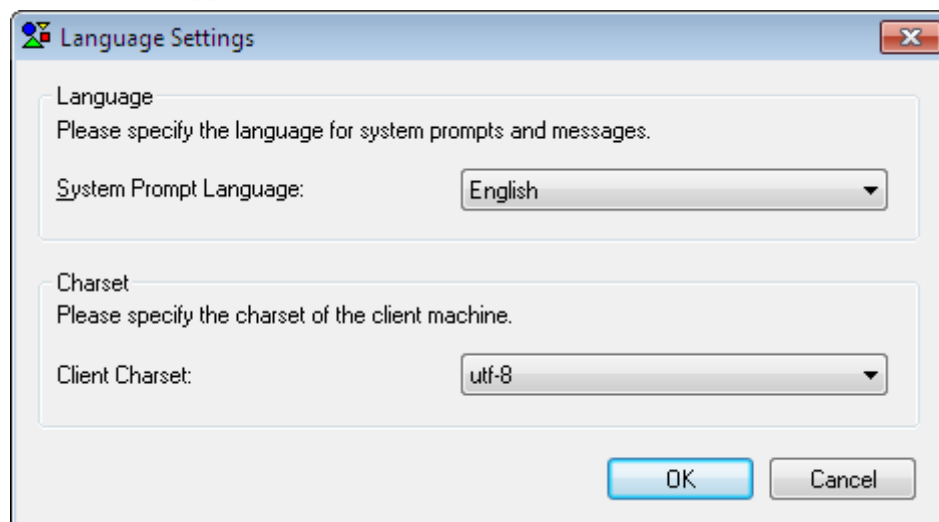 Language Settings
Language
Please specify the language for system prompts and messages.
System Prompt Language:
English
Charset
Please specify the charset of the client machine.
Client Charset:
utf-8
OK
Cancel